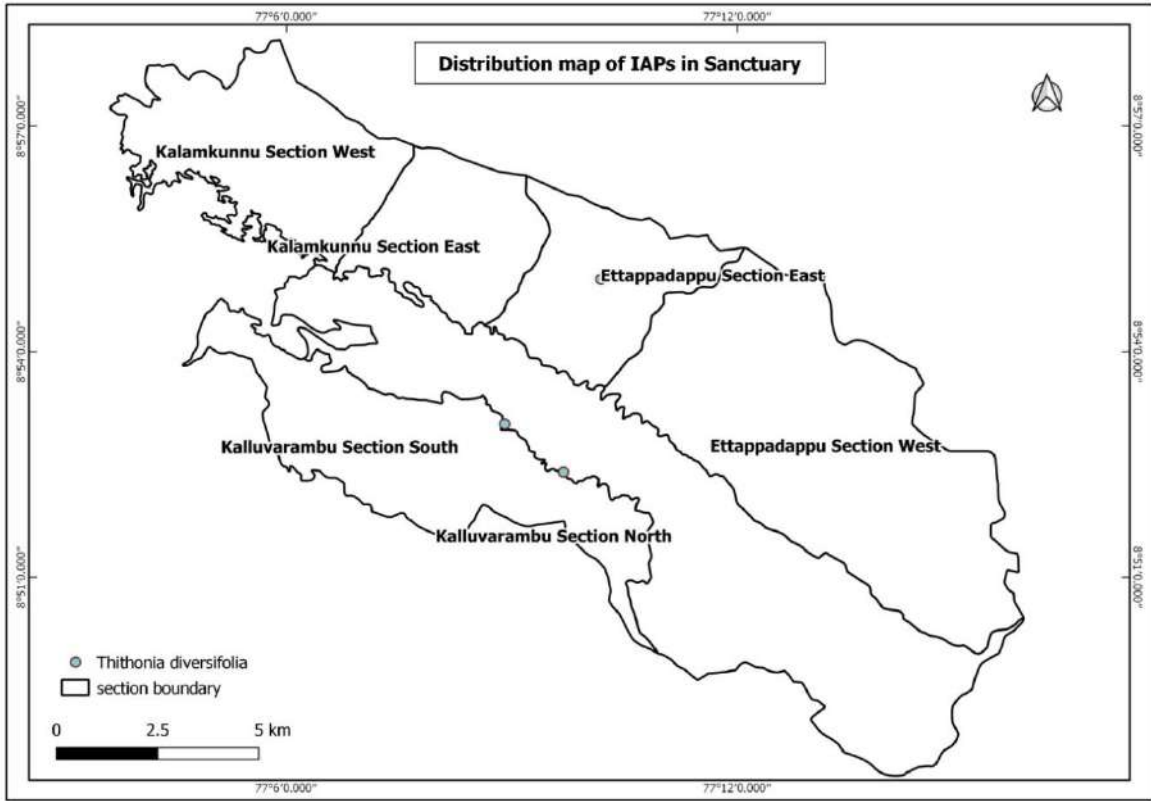 77°6'0.000"
77°12'0.000"
Distribution map of IAPs in Sanctuary
8°57'0.000"
8°57'0.000"
Kalamkunnu Section West
Kalamkunnu Section East
Ettappadappu Section East
8°54'0.000"
8°54'0.000"
Kalluvarambu Section South
Ettappadappu Section West
Kalluvarambu Section North
8°51'0.000"
8°51'0.000"
Thithonia diversifolia
section boundary
0 2.5 5 km
77°6'0.000"
77°12'0.000"